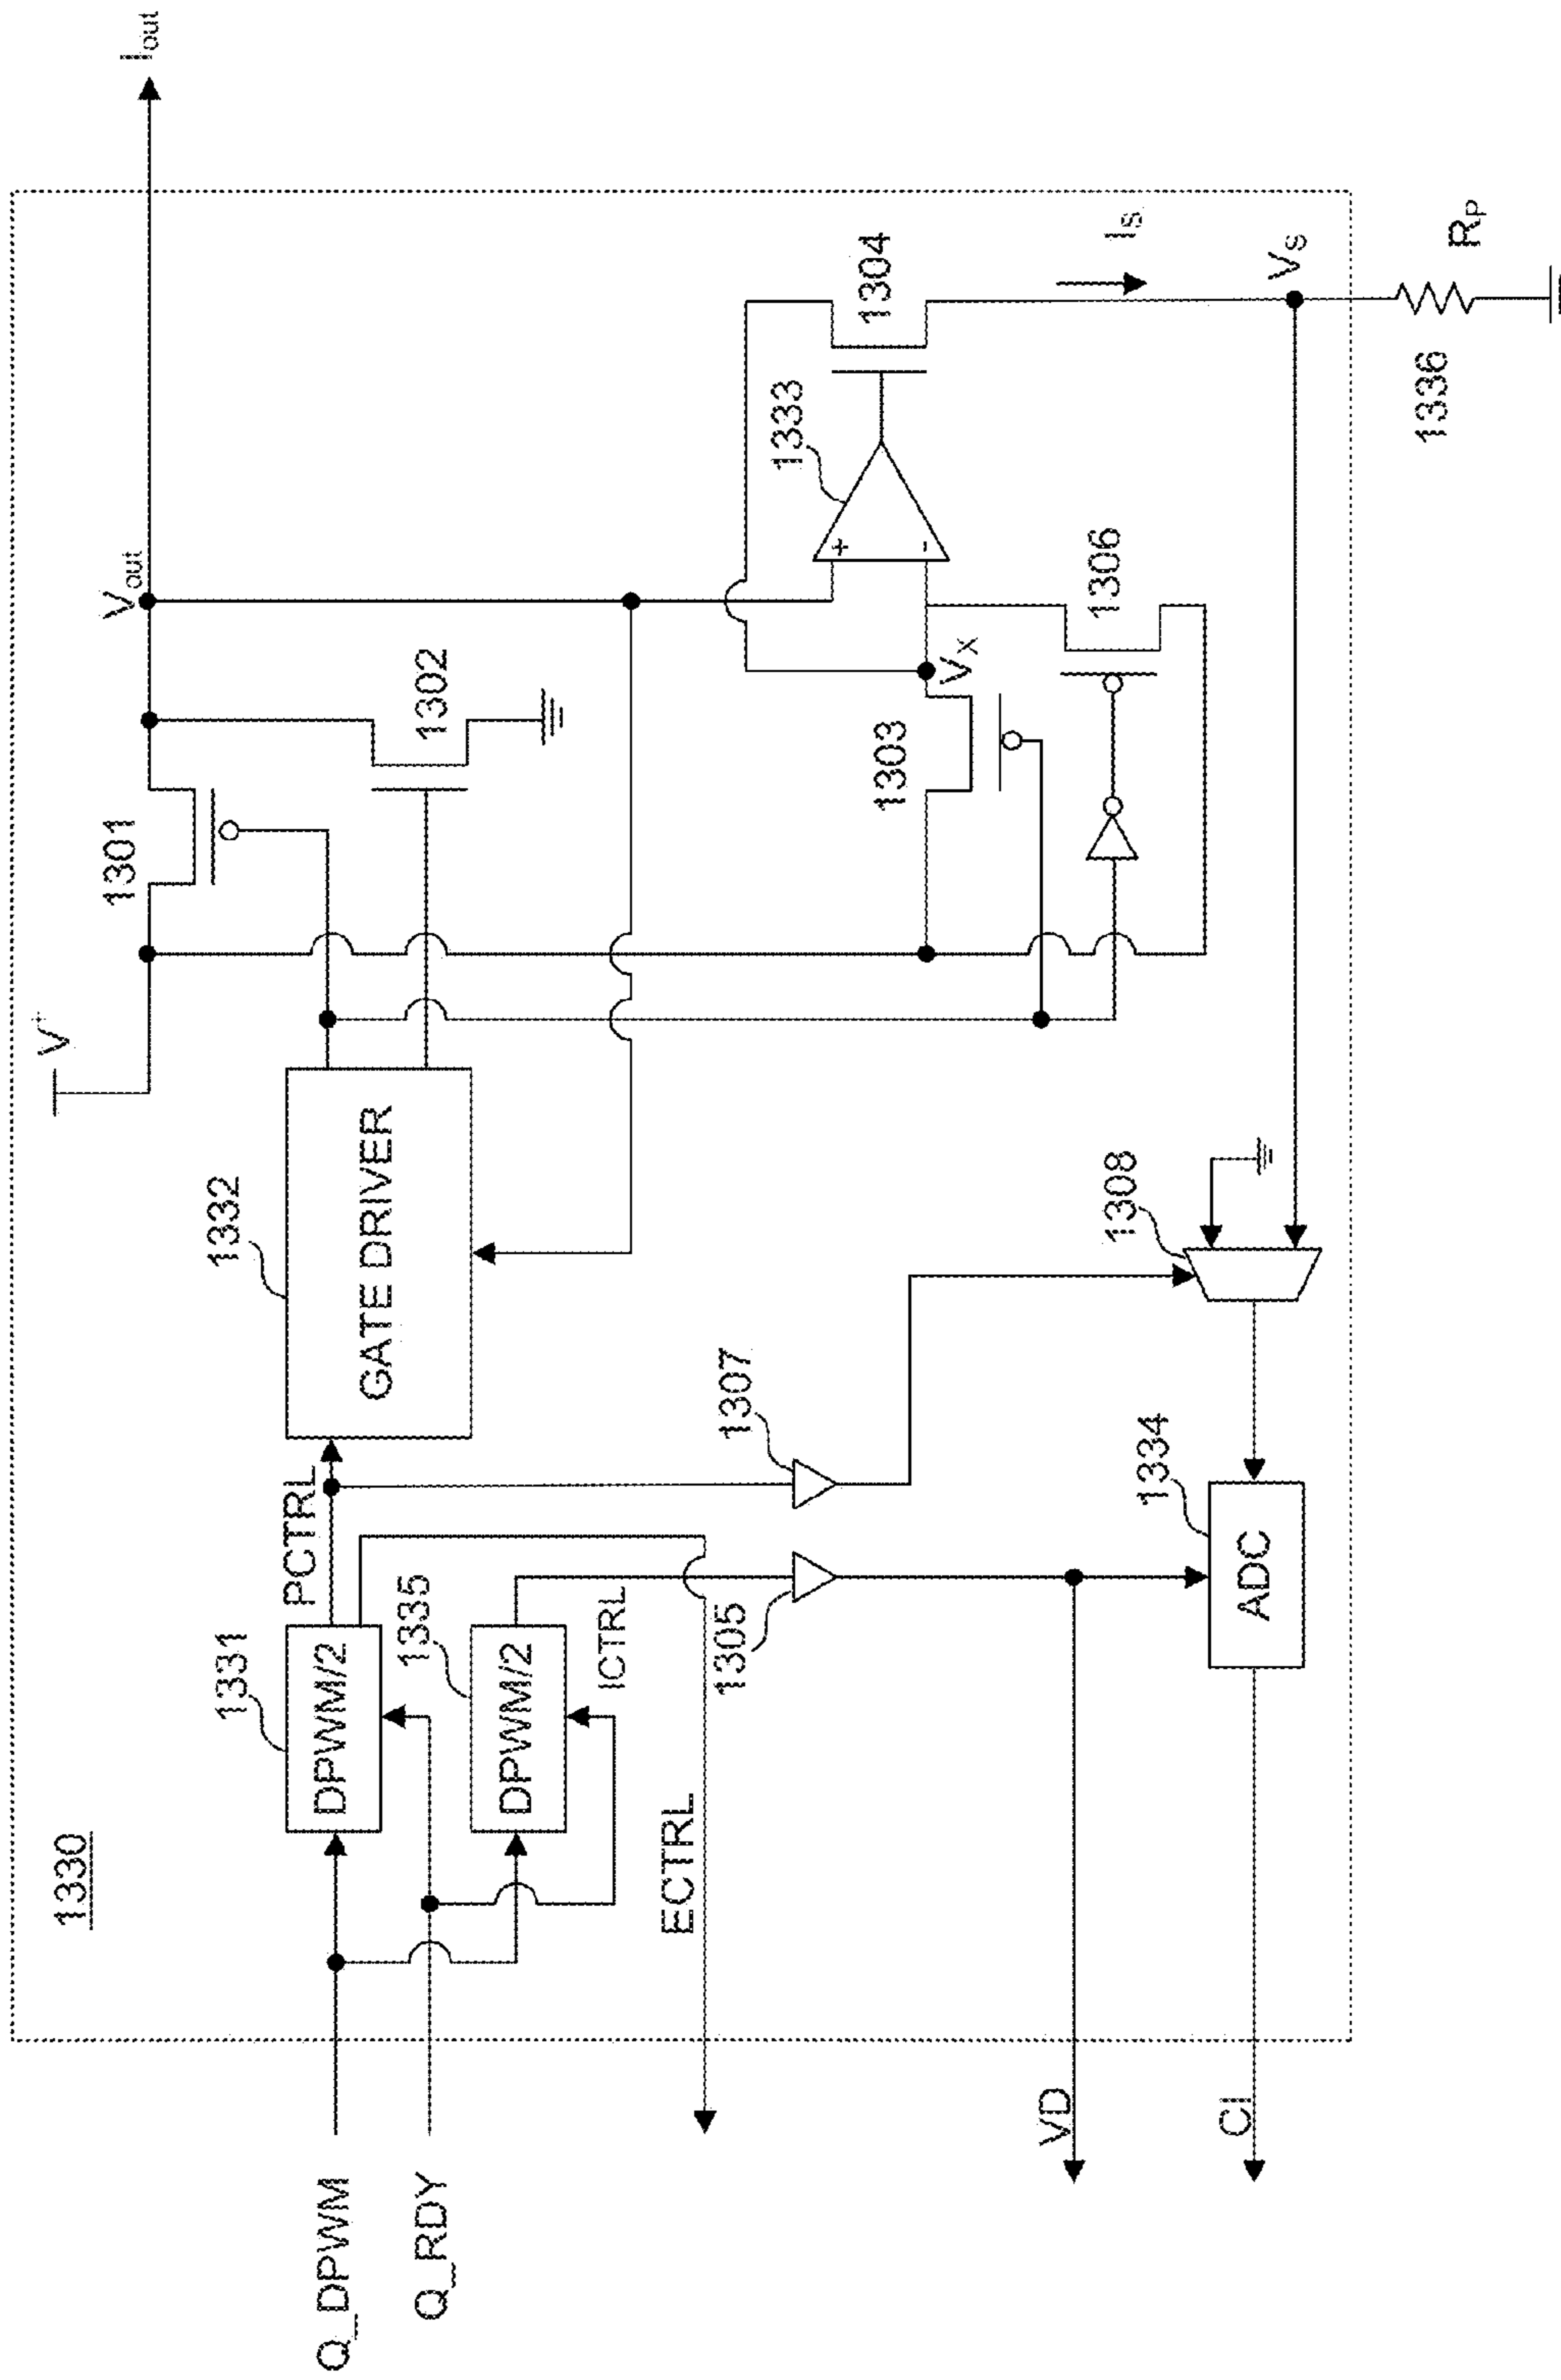 1330
Q_DPWM
Q_RDY
1331
DPWM/2
PCTRL
1335
DPWM/2
ICTRL
ECTRL
1332
GATE DRIVER
V+
1301
1302
Vout
Iout
1303
VX
1333
+
-
1304
1306
IS
VS
RP
1336
1305
1307
1308
1334
ADC
VD
CI